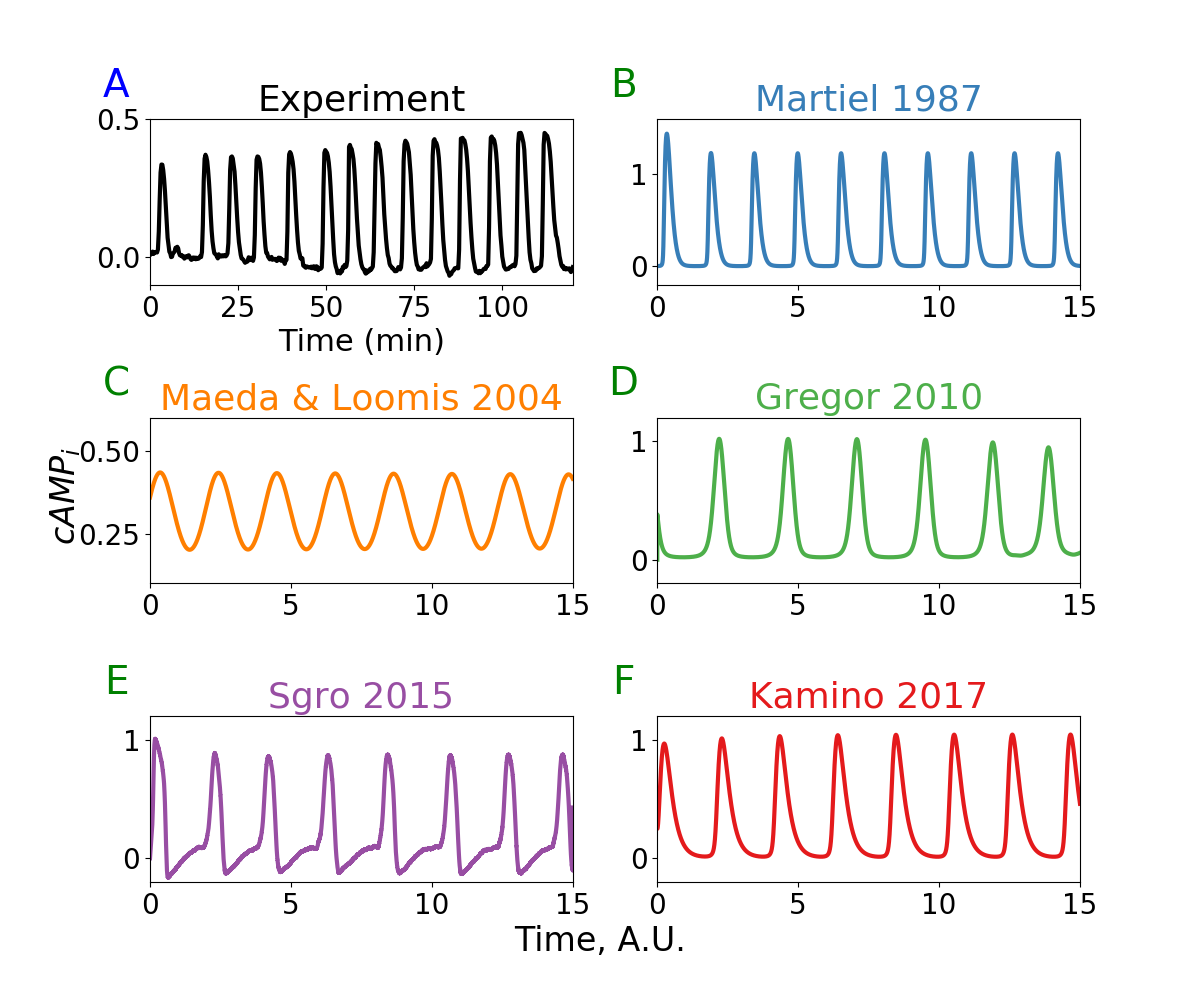 A
Experiment
0.5
0.0
0 25 50 75 100
Time (min)
B
Martiel 1987
1
0
0 5 10 15
C
Maeda & Loomis 2004
cAMPi
0.50
0.25
0 5 10 15
D
Gregor 2010
1
0
0 5 10 15
E
Sgro 2015
1
0
0 5 10 15
F
Kamino 2017
1
0
0 5 10 15
Time, A.U.